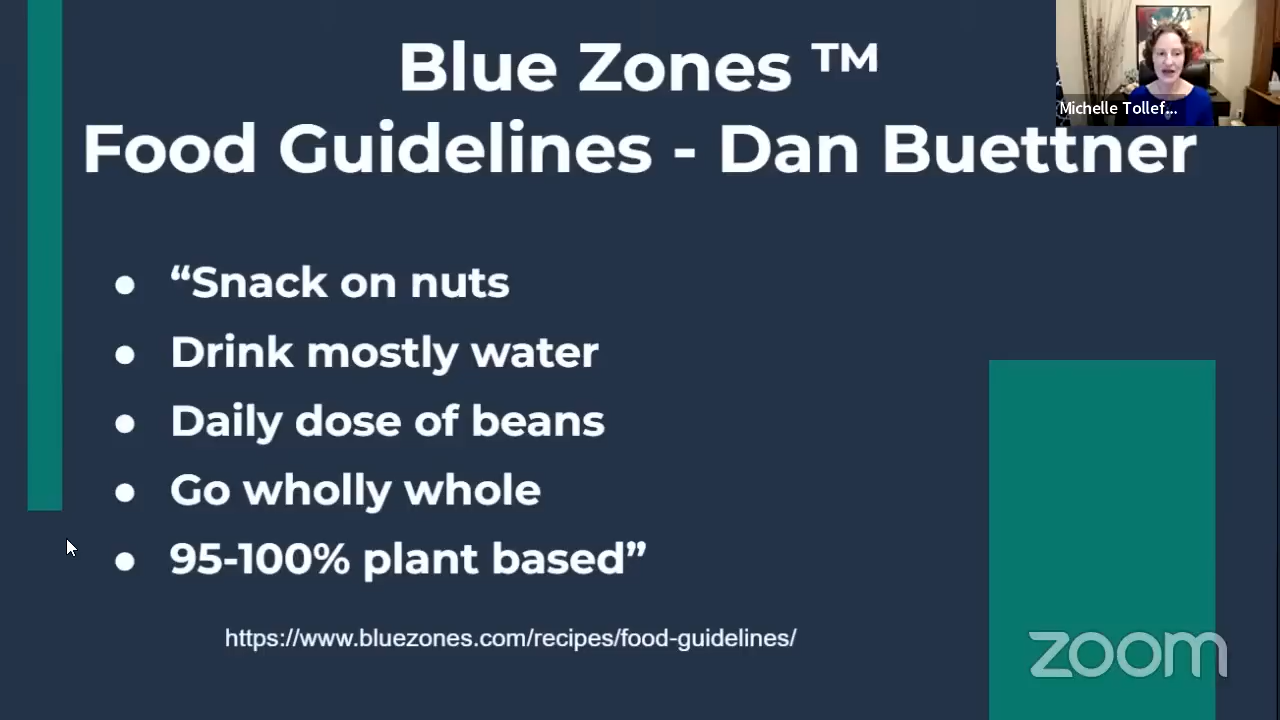 Blue Zones ™
Food Guidelines - Dan Buettner
Michelle Tollef...
● “Snack on nuts
● Drink mostly water
● Daily dose of beans
● Go wholly whole
● 95-100% plant based”
https://www.bluezones.com/recipes/food-guidelines/
zoom